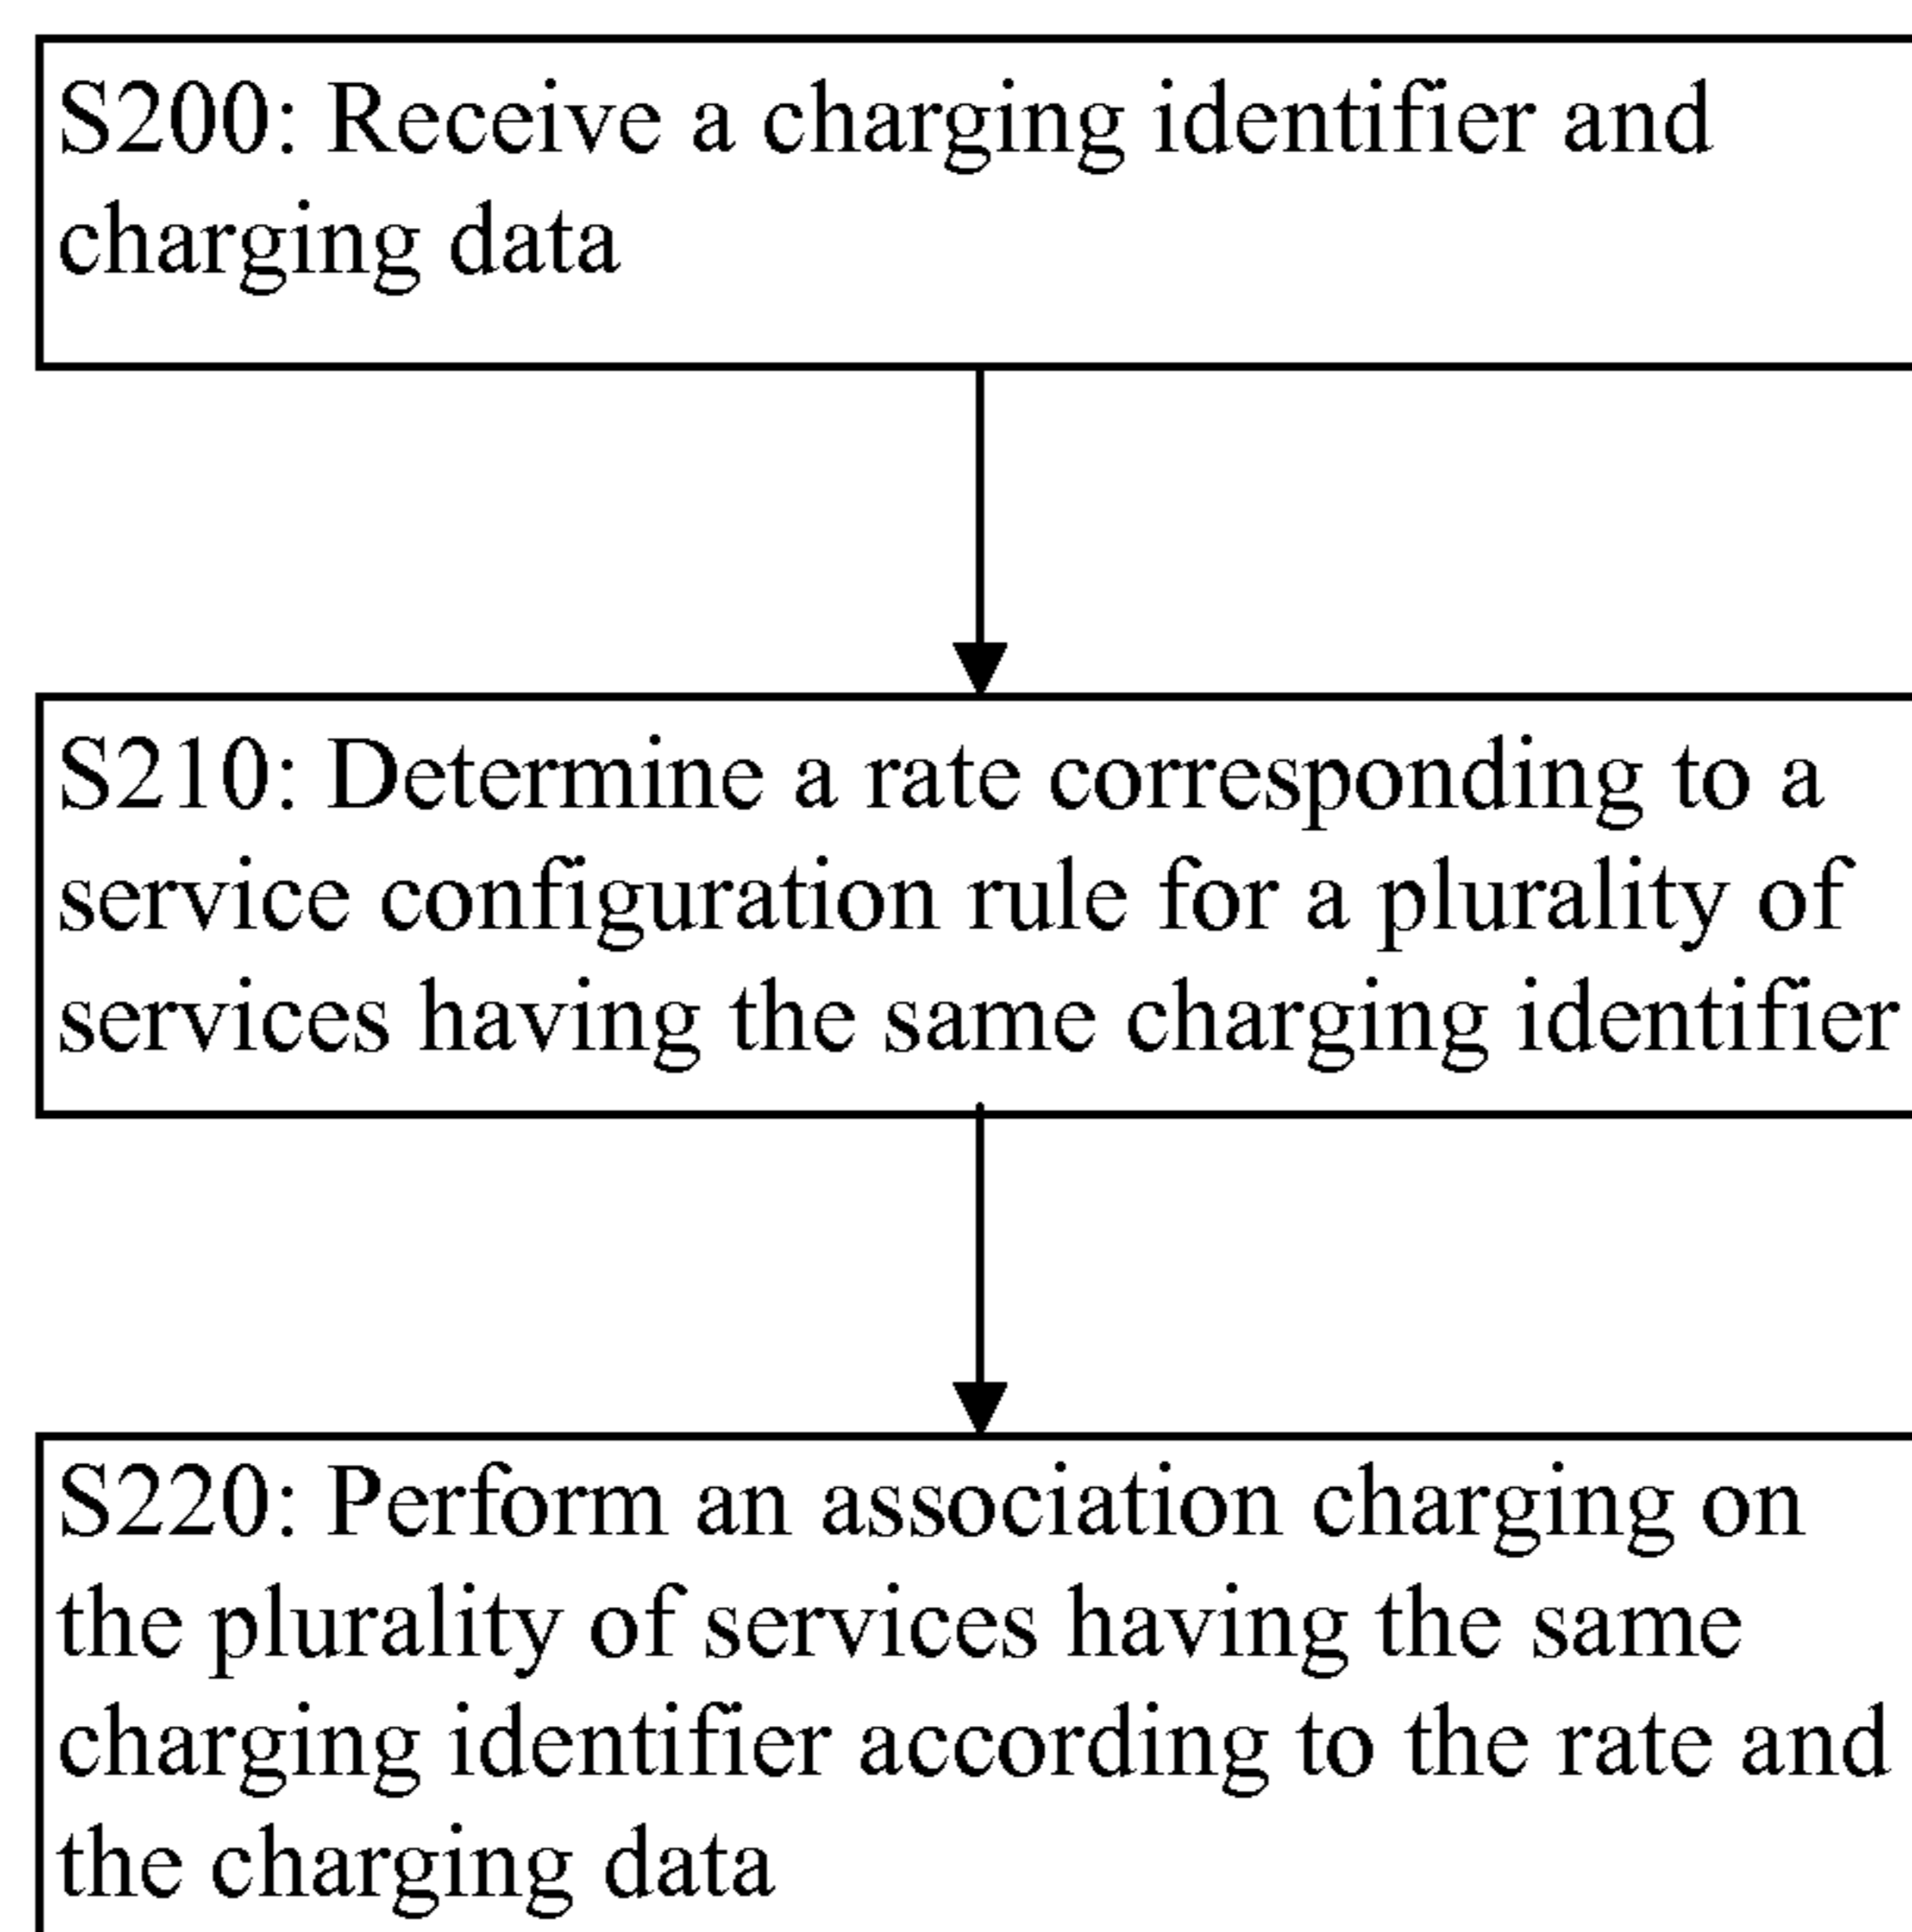 S200: Receive a charging identifier and
charging data
S210: Determine a rate corresponding to a
service configuration rule for a plurality of
services having the same charging identifier
S220: Perform an association charging on
the plurality of services having the same
charging identifier according to the rate and
the charging data